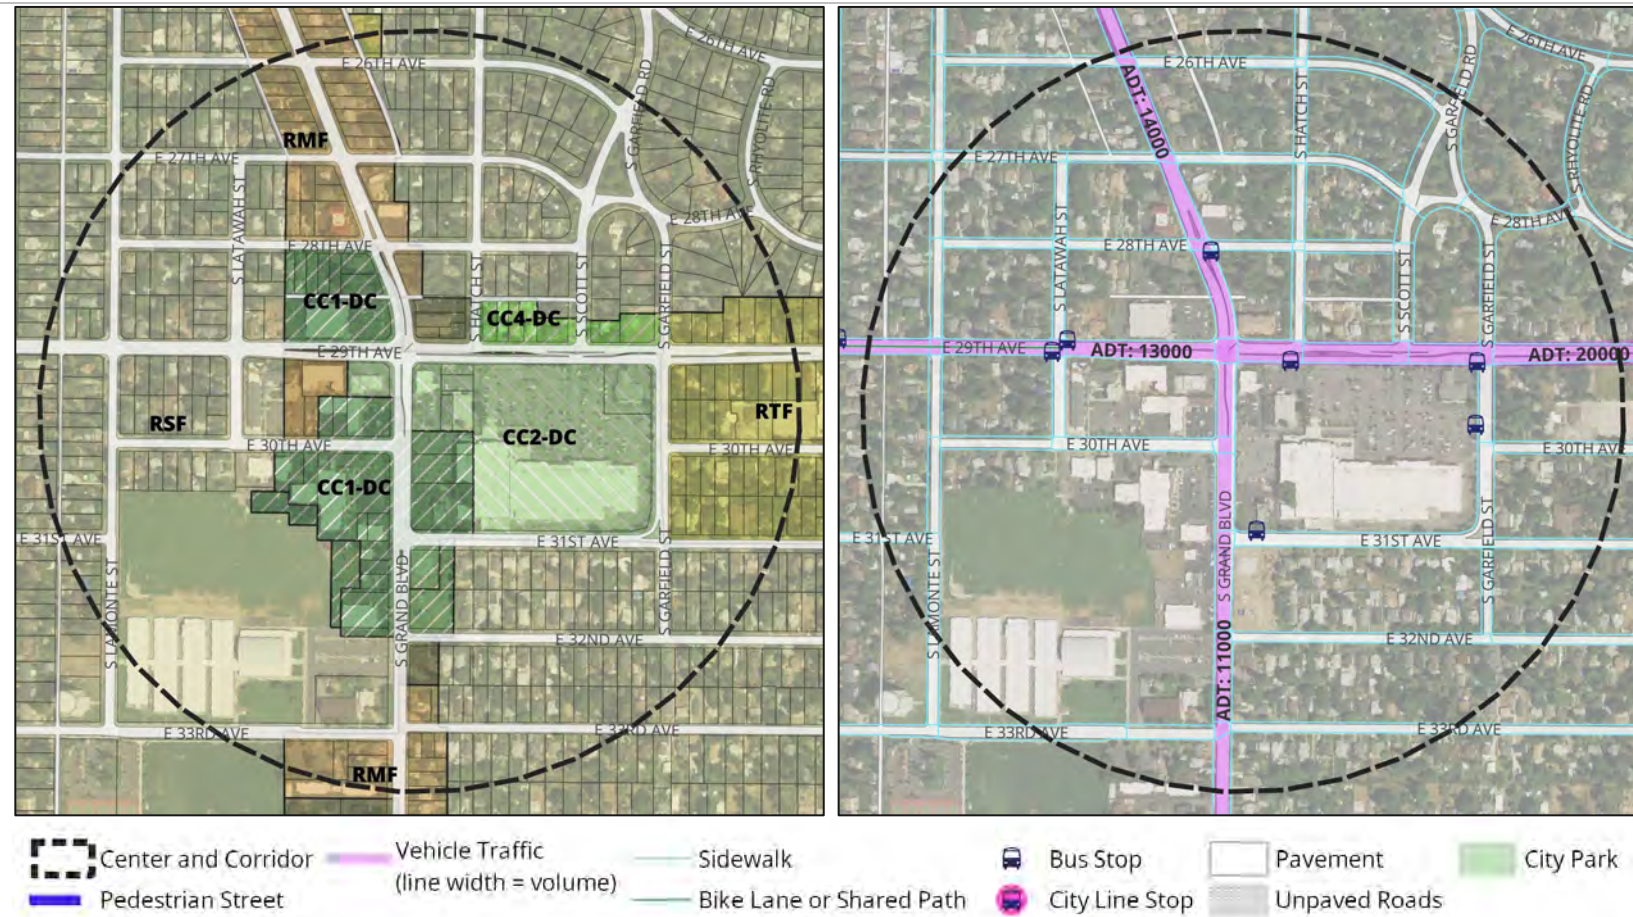 E 26TH AVE
E 26TH AVE
S GARFIELD RD
S RHYOLITE RD
RMF
E 27TH AVE
S LATAWAH ST
E 28TH AVE
E 28TH AVE
CC1-DC
S HATCH ST
CC4-DC
S SCOTT ST
S GARFIELD ST
E 29TH AVE
RSF
RTF
CC2-DC
E 30TH AVE
E 30TH AVE
CC1-DC
E 31ST AVE
E 31ST AVE
S LAMONTE ST
S GRAND BLVD
S GARFIELD ST
E 32ND AVE
E 33RD AVE
E 33RD AVE
RMF
E 26TH AVE
E 26TH AVE
ADT: 14000
S HATCH ST
S GARFIELD RD
S RHYOLITE RD
E 27TH AVE
S LATAWAH ST
E 28TH AVE
E 28TH AVE
S SCOTT ST
S GARFIELD ST
E 29TH AVE
ADT: 13000
ADT: 20000
E 30TH AVE
E 30TH AVE
S GRAND BLVD
E 31ST AVE
E 31ST AVE
S GARFIELD ST
S LAMONTE ST
ADT: 11000
E 32ND AVE
E 33RD AVE
E 33RD AVE
Center and Corridor
Pedestrian Street
Vehicle Traffic
(line width = volume)
Sidewalk
Bike Lane or Shared Path
Bus Stop
City Line Stop
Pavement
Unpaved Roads
City Park